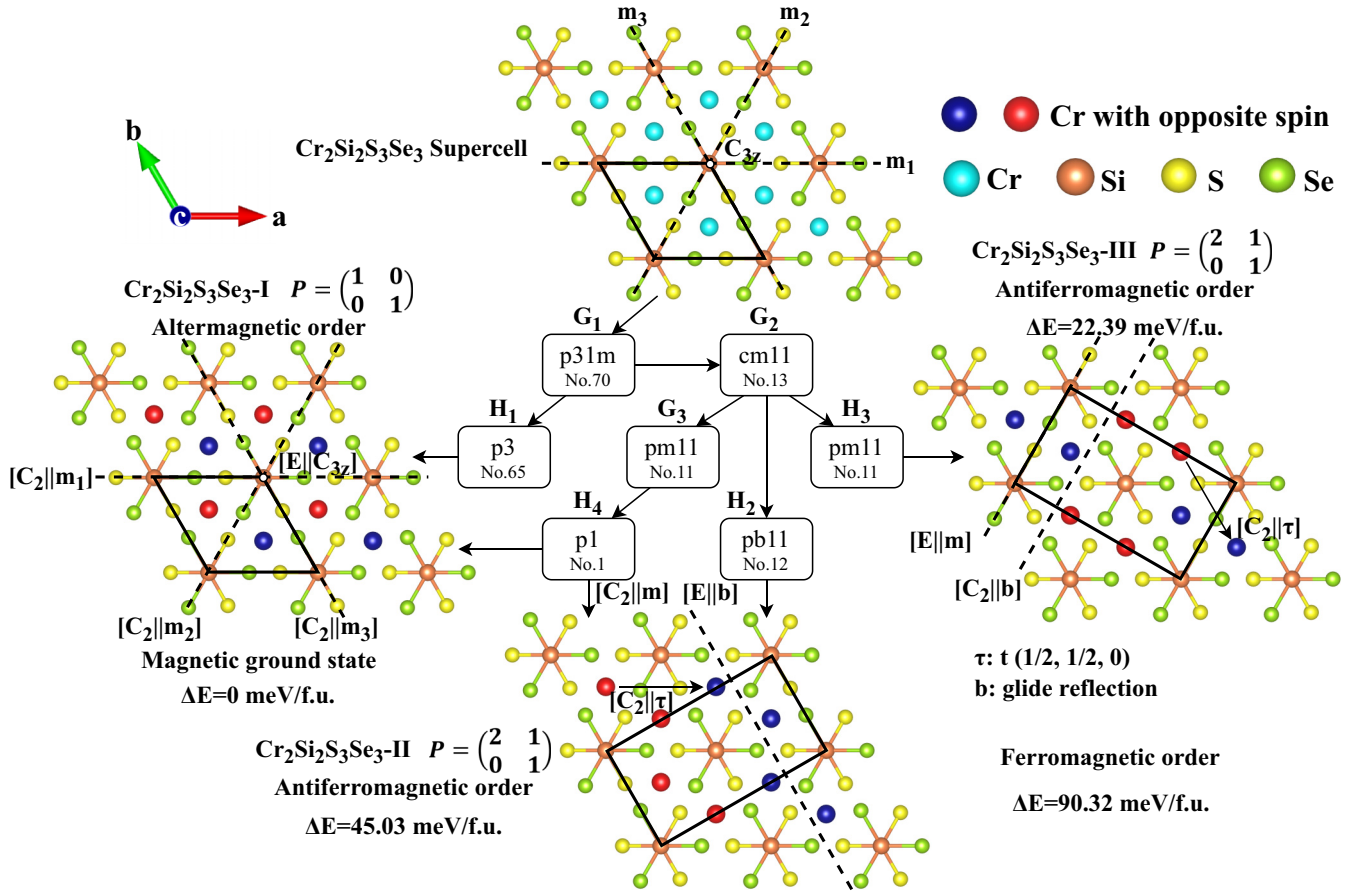 m₃
m₂
b
a
c
Cr₂Si₂S₃Se₃ Supercell
C₃z
m₁
Cr with opposite spin
Cr
Si
S
Se
Cr₂Si₂S₃Se₃-I P = (1 0
0 1)
Altermagnetic order
Cr₂Si₂S₃Se₃-III P = (2 1
0 1)
Antiferromagnetic order
ΔE=22.39 meV/f.u.
G₁
p31m
No.70
G₂
cm11
No.13
H₁
p3
No.65
G₃
pm11
No.11
H₃
pm11
No.11
H₄
p1
No.1
H₂
pb11
No.12
[C₂||m₁]
[E||C₃z]
[C₂||m₂]
[C₂||m₃]
Magnetic ground state
ΔE=0 meV/f.u.
[E||m]
[C₂||b]
[C₂||τ]
τ: t (1/2, 1/2, 0)
b: glide reflection
[C₂||m]
[E||b]
[C₂||τ]
Cr₂Si₂S₃Se₃-II P = (2 1
0 1)
Antiferromagnetic order
ΔE=45.03 meV/f.u.
Ferromagnetic order
ΔE=90.32 meV/f.u.